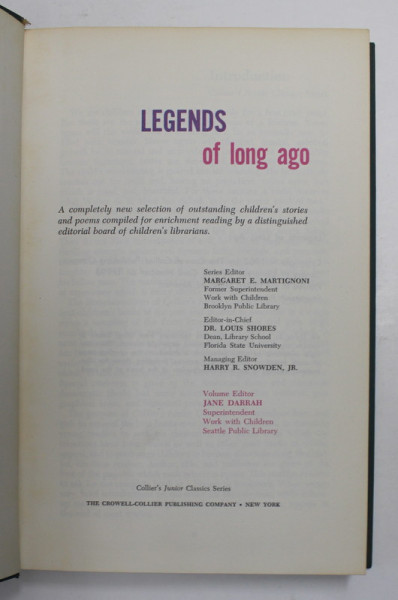 LEGENDS
of long ago
A completely new selection of outstanding children's stories
and poems compiled for enrichment reading by a distinguished
editorial board of children's librarians.
Series Editor
MARGARET E. MARTIGNONI
Former Superintendent
Work with Children
Brooklyn Public Library
Editor-in-Chief
DR. LOUIS SHORES
Dean, Library School
Florida State University
Managing Editor
HARRY R. SNOWDEN, JR.
Volume Editor
JANE DARRAH
Superintendent
Work with Children
Seattle Public Library
Collier's Junior Classics Series
THE CROWELL-COLLIER PUBLISHING COMPANY • NEW YORK